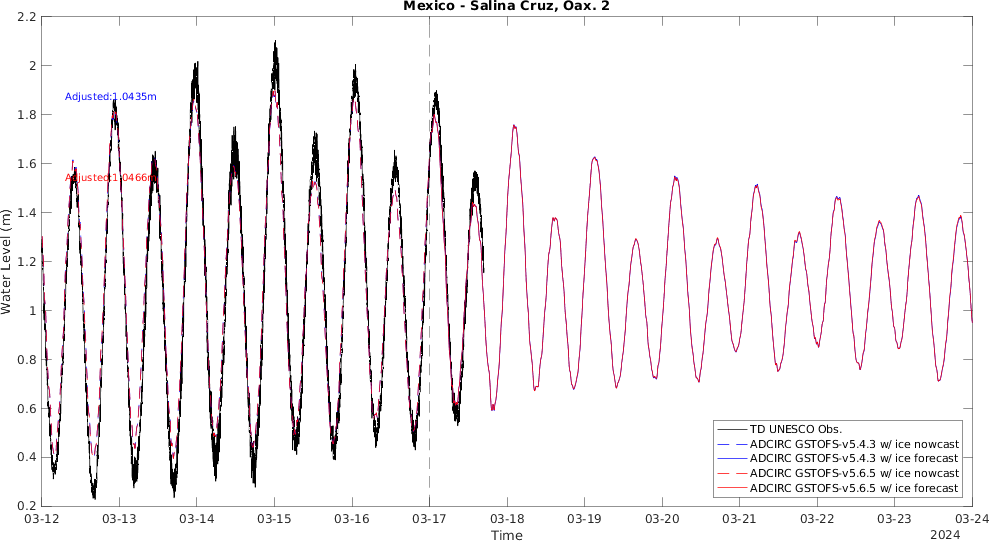 Mexico - Salina Cruz, Oax. 2
Water Level (m)
2.2
2
1.8
1.6
1.4
1.2
1
0.8
0.6
0.4
0.2
Adjusted:1.0435m
Adjusted:1.0466m
TD UNESCO Obs.
ADCIRC GSTOFS-v5.4.3 w/ ice nowcast
ADCIRC GSTOFS-v5.4.3 w/ ice forecast
ADCIRC GSTOFS-v5.6.5 w/ ice nowcast
ADCIRC GSTOFS-v5.6.5 w/ ice forecast
03-12 03-13 03-14 03-15 03-16 03-17 03-18 03-19 03-20 03-21 03-22 03-23 03-24
Time
2024